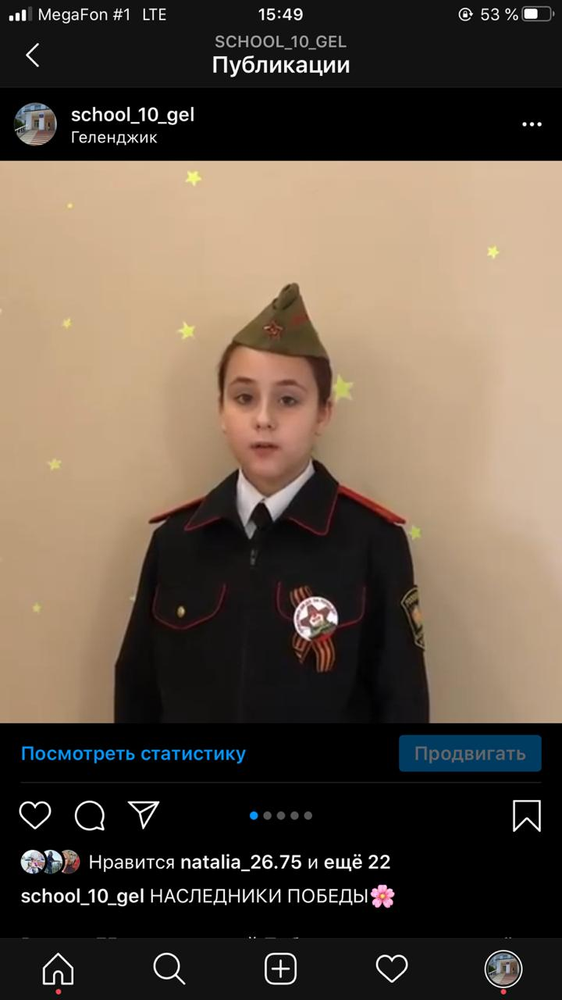 MegaFon #1 LTE 15:49 53 %
SCHOOL_10_GEL
Публикации
school_10_gel
Геленджик
Посмотреть статистику
Продвигать
Нравится natalia_26.75 и ещё 22
school_10_gel НАСЛЕДНИКИ ПОБЕДЫ🌸